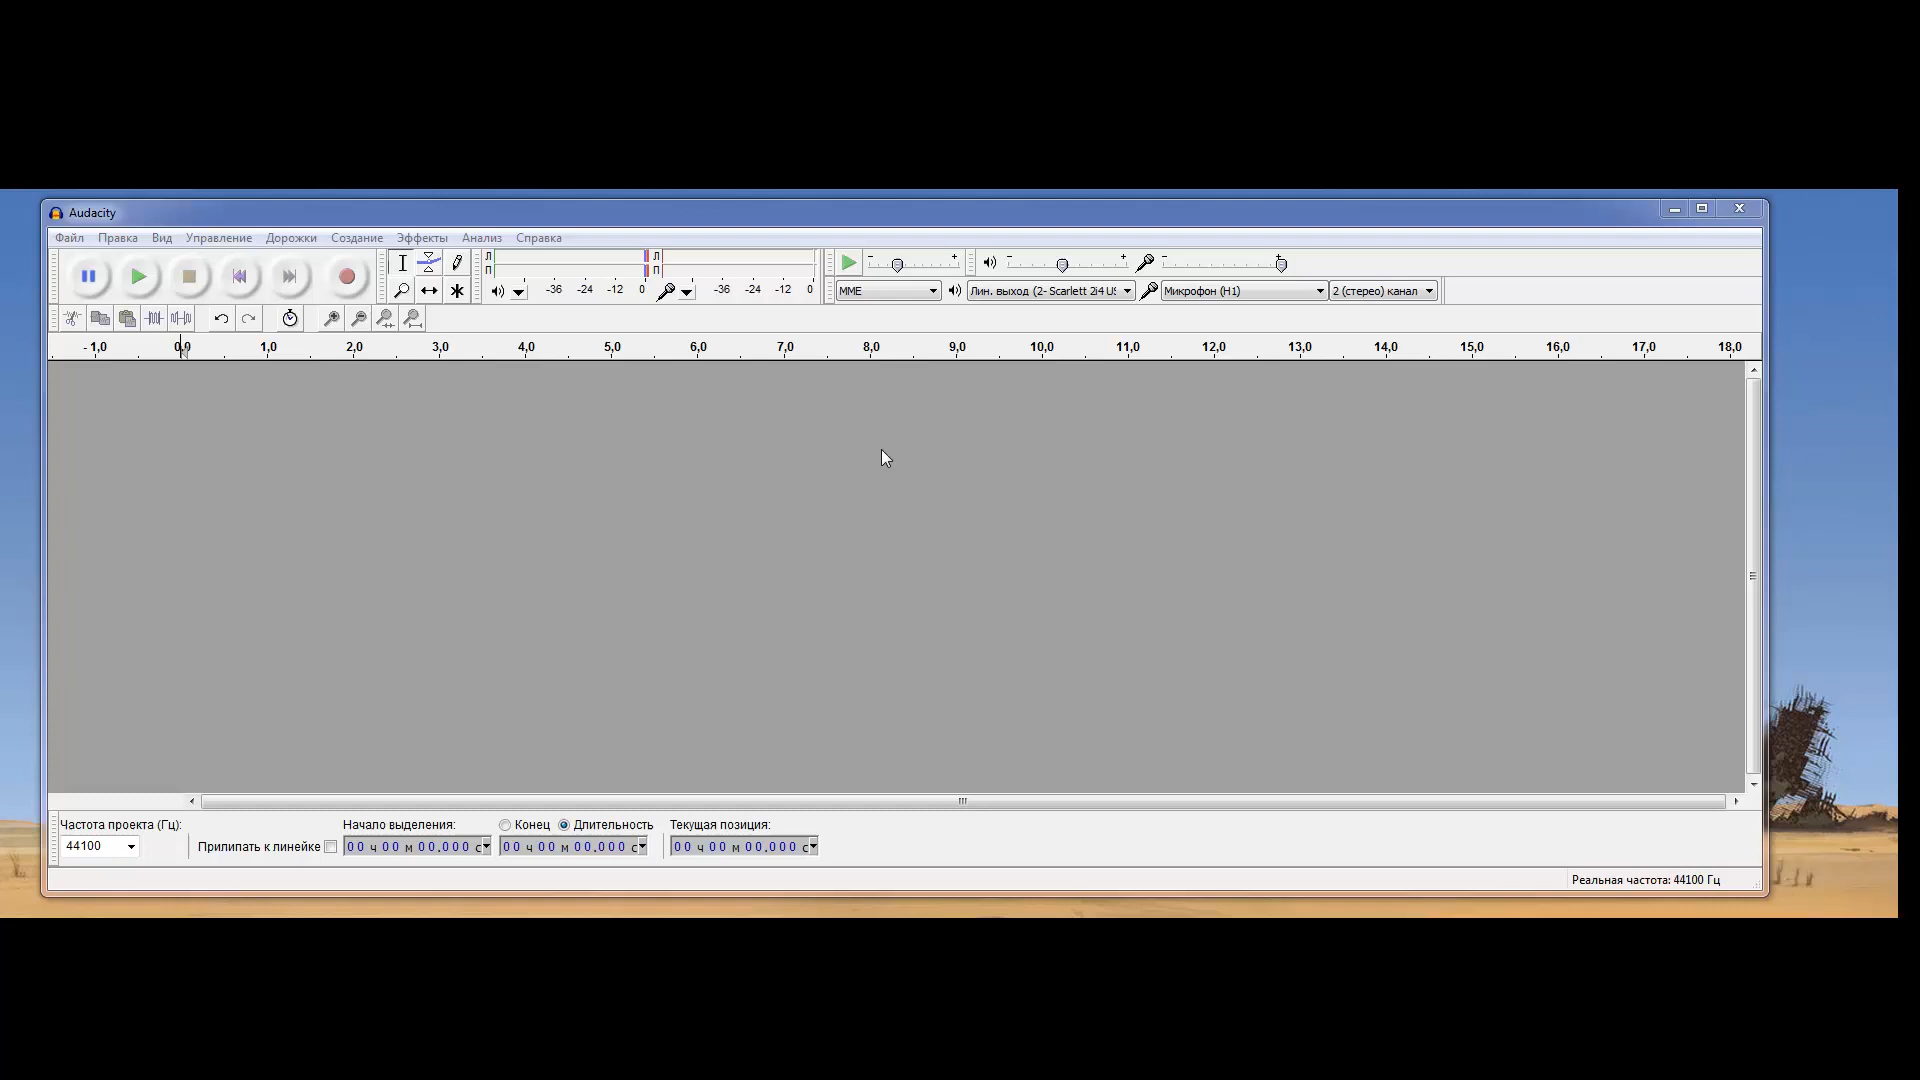 Audacity
Файл Правка Вид Управление Дорожки Создание Эффекты Анализ Справка
Л Л
П П
-36 -24 -12 0 -36 -24 -12 0
- + - + - +
MME Лин. выход (2- Scarlett 2i4 US Микрофон (H1) 2 (стерео) канал
- 1,0 0,0 1,0 2,0 3,0 4,0 5,0 6,0 7,0 8,0 9,0 10,0 11,0 12,0 13,0 14,0 15,0 16,0 17,0 18,0
Частота проекта (Гц): Начало выделения: Конец Длительность Текущая позиция:
44100 Прилипать к линейке 00 ч 00 м 00.000 с 00 ч 00 м 00.000 с 00 ч 00 м 00.000 с
Реальная частота: 44100 Гц